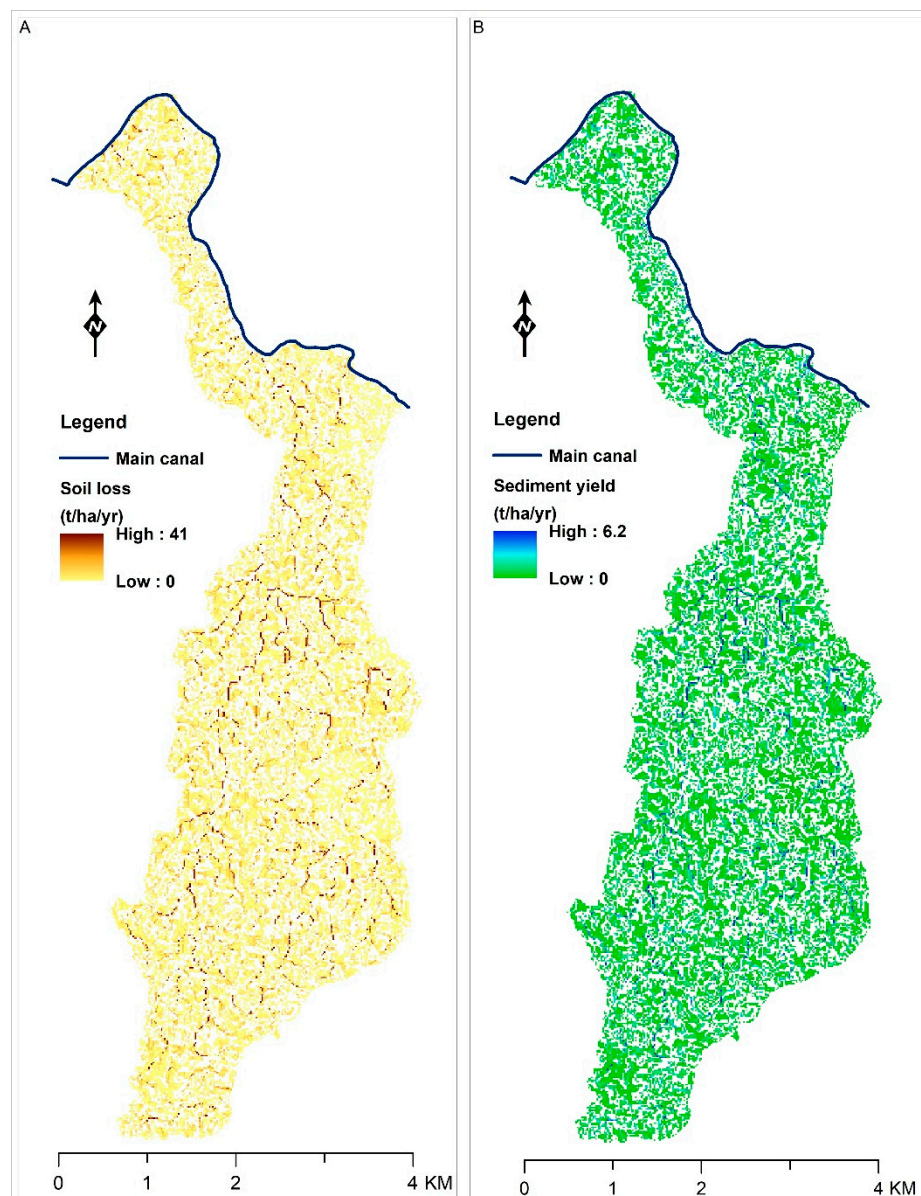 A
N
Legend
Main canal
Soil loss
(t/ha/yr)
High : 41
Low : 0
0 1 2 4 KM
B
N
Legend
Main canal
Sediment yield
(t/ha/yr)
High : 6.2
Low : 0
0 1 2 4 KM